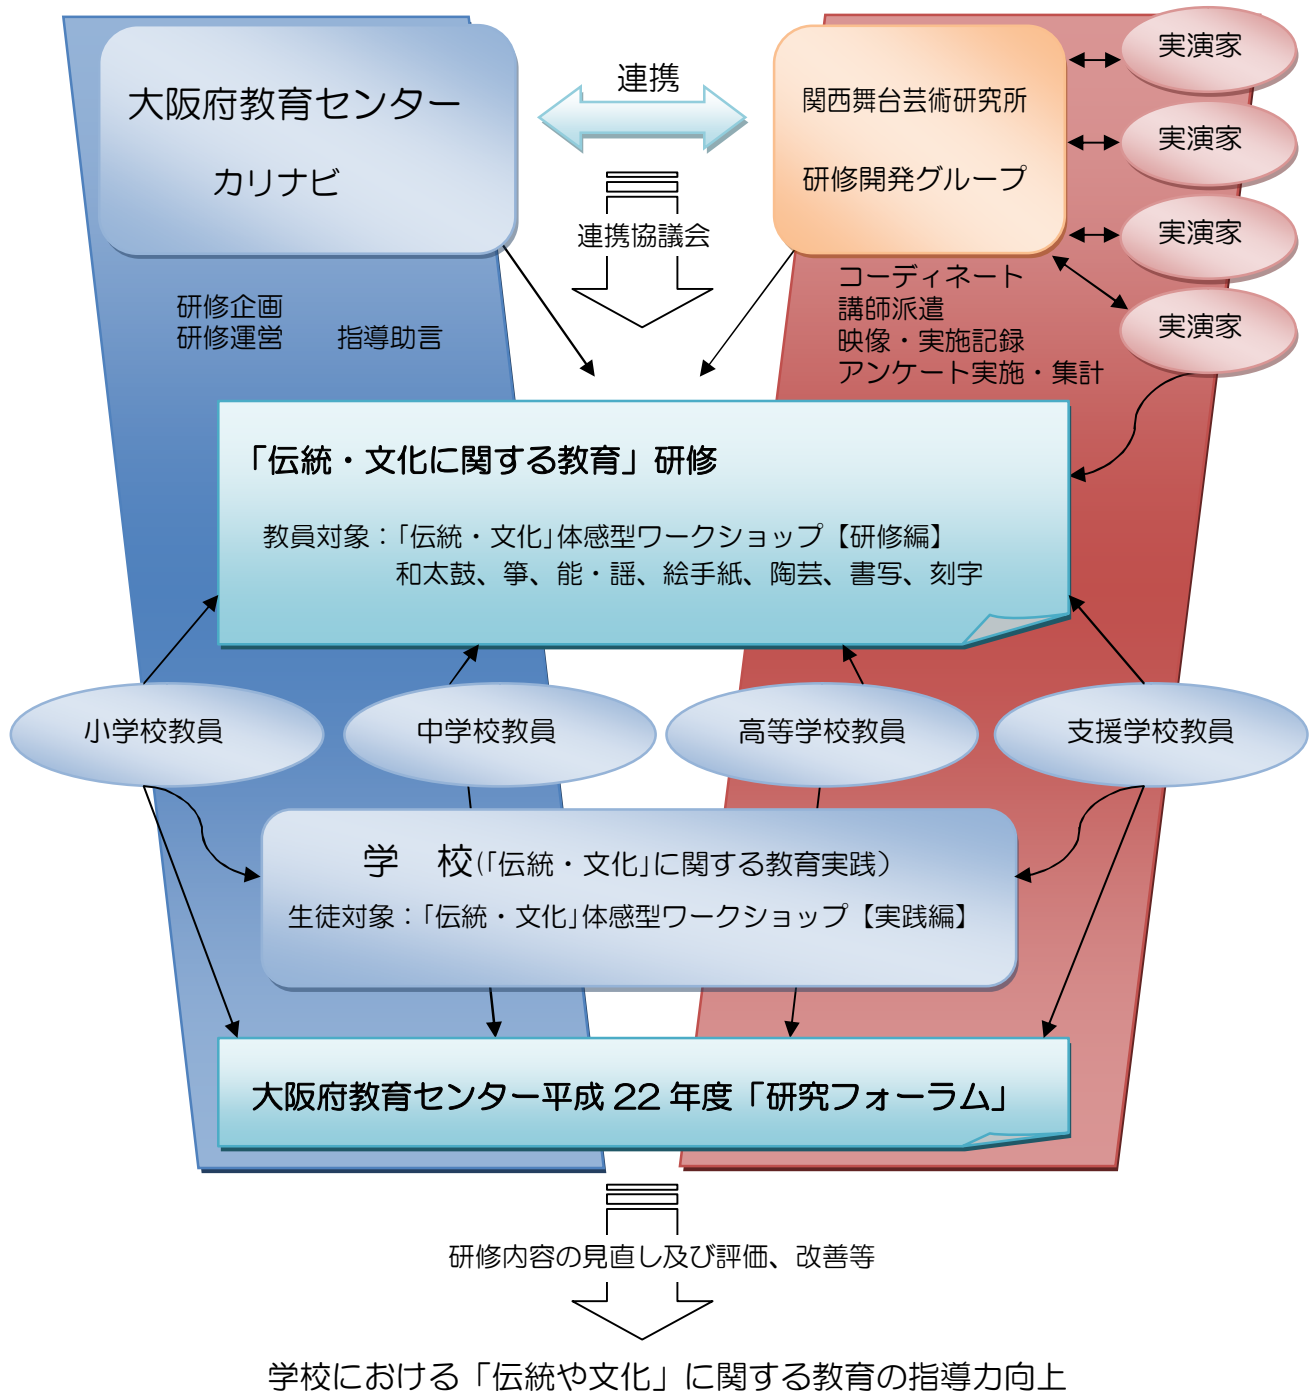 大阪府教育センター
カリナビ
連携
関西舞台芸術研究所
研修開発グループ
実演家
実演家
実演家
実演家
連携協議会
研修企画
研修運営　　指導助言
コーディネート
講師派遣
映像・実施記録
アンケート実施・集計
「伝統・文化に関する教育」研修
教員対象：「伝統・文化」体感型ワークショップ【研修編】
和太鼓、箏、能・謡、絵手紙、陶芸、書写、刻字
小学校教員
中学校教員
高等学校教員
支援学校教員
学　校(「伝統・文化」に関する教育実践）
生徒対象：「伝統・文化」体感型ワークショップ【実践編】
大阪府教育センター平成 22 年度「研究フォーラム」
研修内容の見直し及び評価、改善等
学校における「伝統や文化」に関する教育の指導力向上